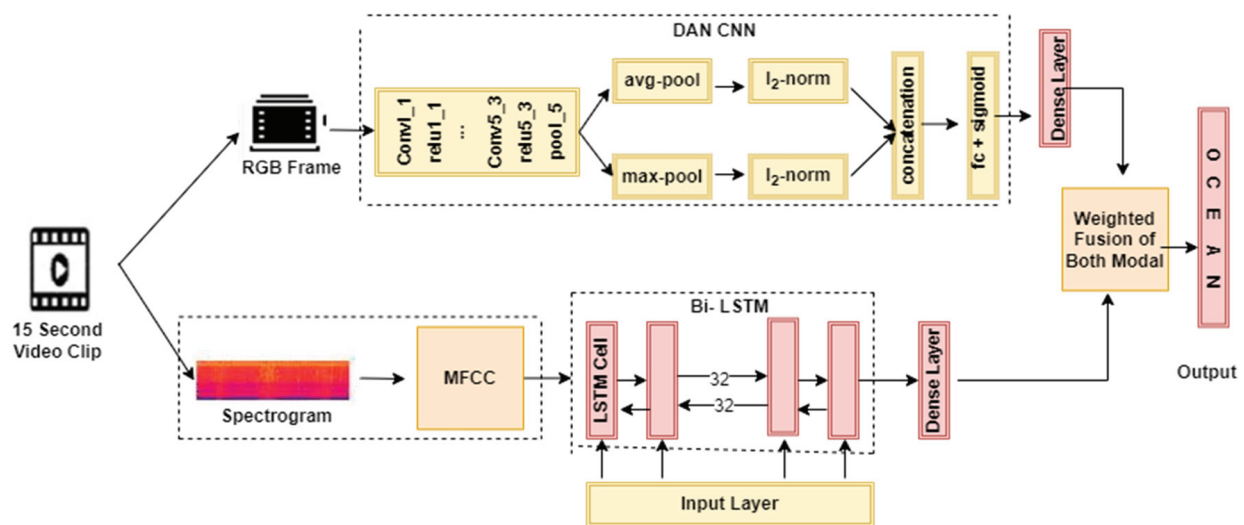 DAN CNN
RGB Frame
ConvI_1
relu1_1
...
Conv5_3
relu5_3
pool_5
avg-pool
l₂-norm
max-pool
l₂-norm
concatenation
fc + sigmoid
Dense Layer
15 Second
Video Clip
Spectrogram
MFCC
Bi- LSTM
LSTM Cell
32
32
Input Layer
Dense Layer
Weighted
Fusion of
Both Modal
O
C
E
A
N
Output